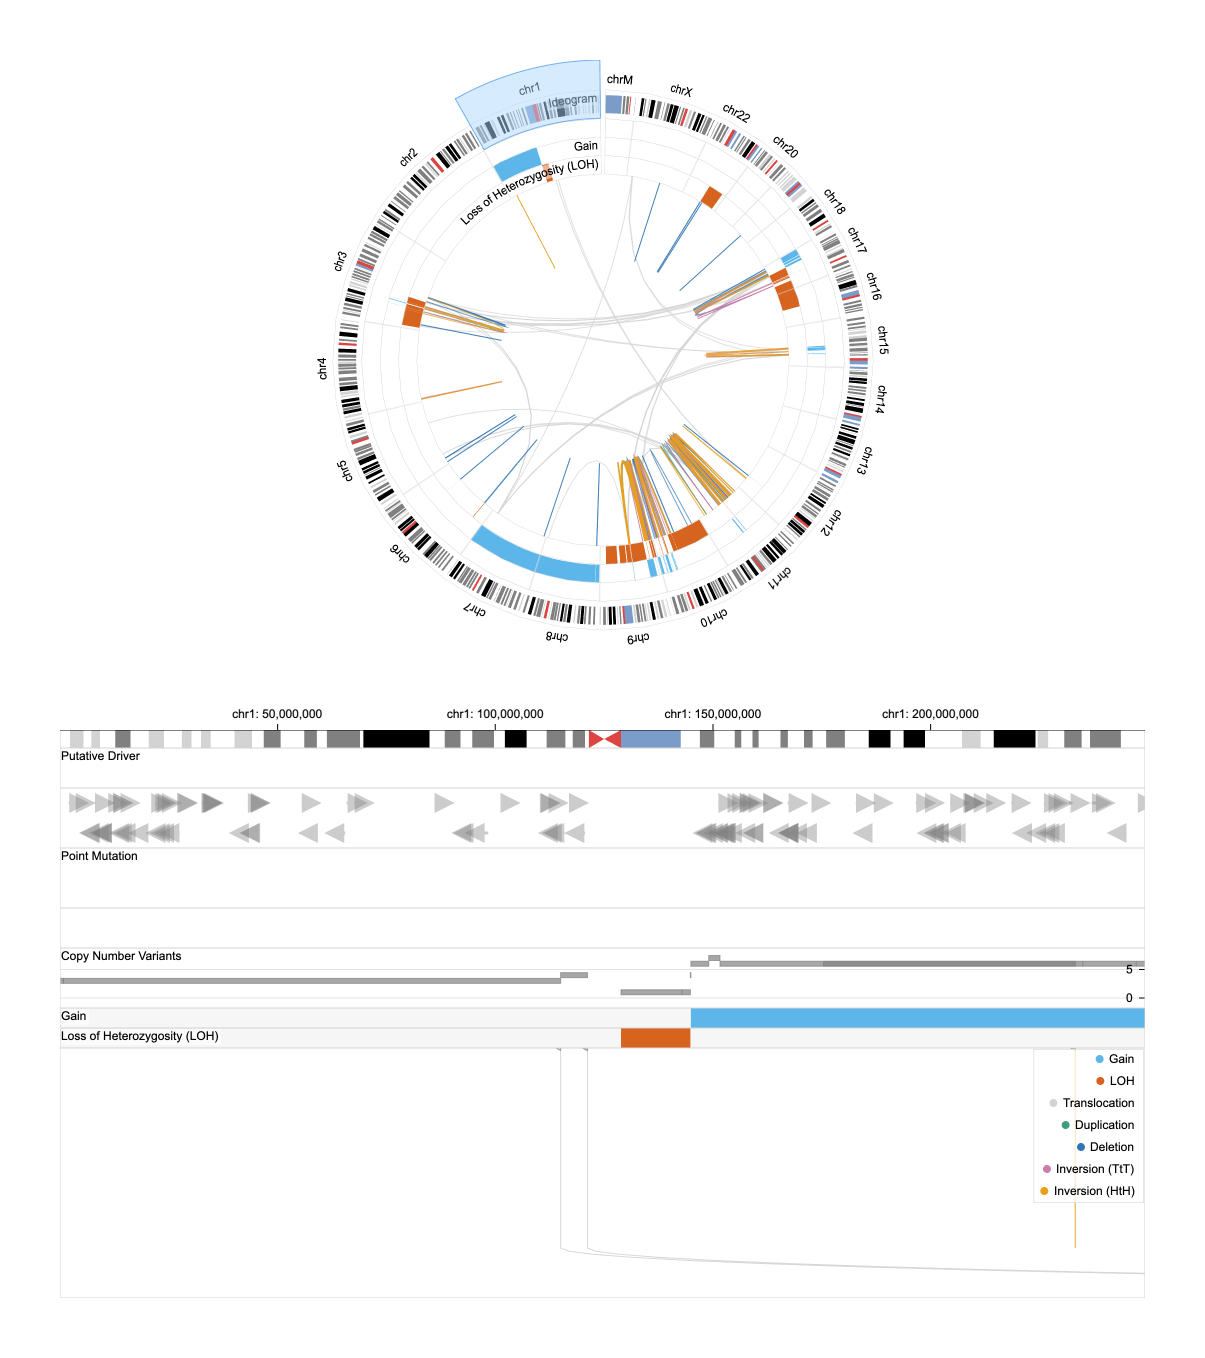 chr1
Ideogram
chrM
chrX
chr22
chr20
chr18
chr17
chr16
chr15
chr14
chr13
chr12
chr11
chr10
chr9
chr8
chr7
chr6
chr5
chr4
chr3
chr2
Gain
Loss of Heterozygosity (LOH)
chr1: 50,000,000
chr1: 100,000,000
chr1: 150,000,000
chr1: 200,000,000
Putative Driver
Point Mutation
Copy Number Variants
5
0
Gain
Loss of Heterozygosity (LOH)
Gain
LOH
Translocation
Duplication
Deletion
Inversion (TtT)
Inversion (HtH)